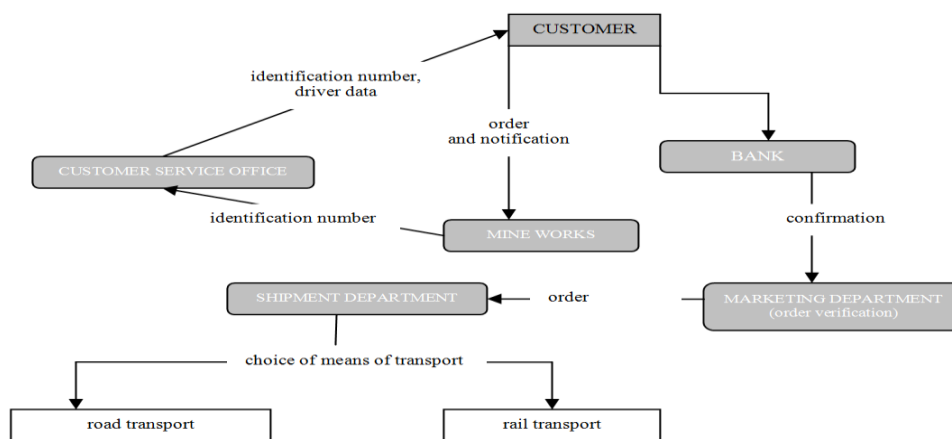 CUSTOMER
identification number,
driver data
order
and notification
BANK
CUSTOMER SERVICE OFFICE
identification number
confirmation
MINE WORKS
SHIPMENT DEPARTMENT
order
MARKETING DEPARTMENT
(order verification)
choice of means of transport
road transport
rail transport